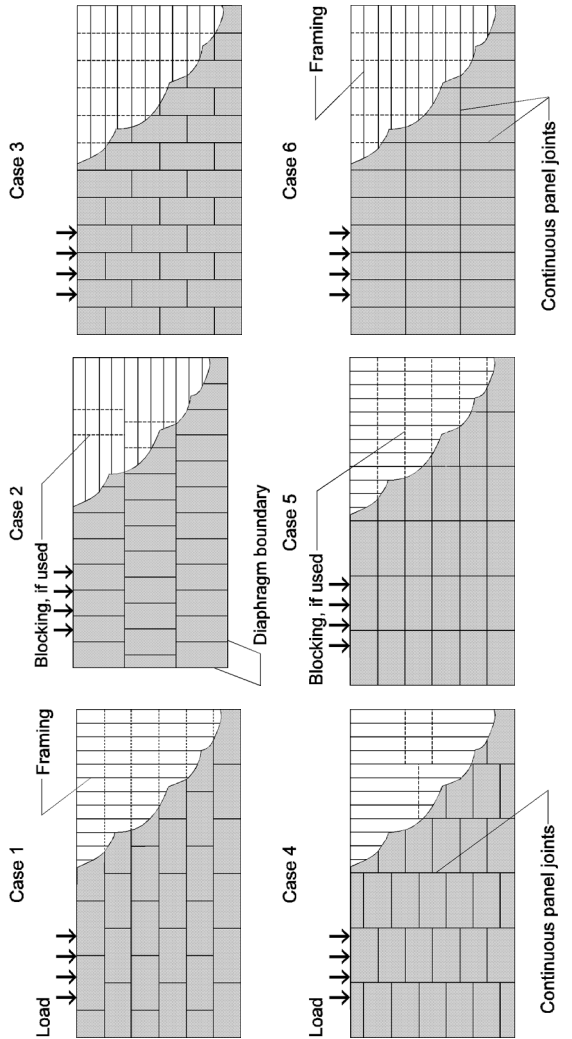 Case 1
Load
Framing
Case 2
Blocking, if used
Diaphragm boundary
Case 3
Case 4
Load
Continuous panel joints
Case 5
Blocking, if used
Case 6
Framing
Continuous panel joints